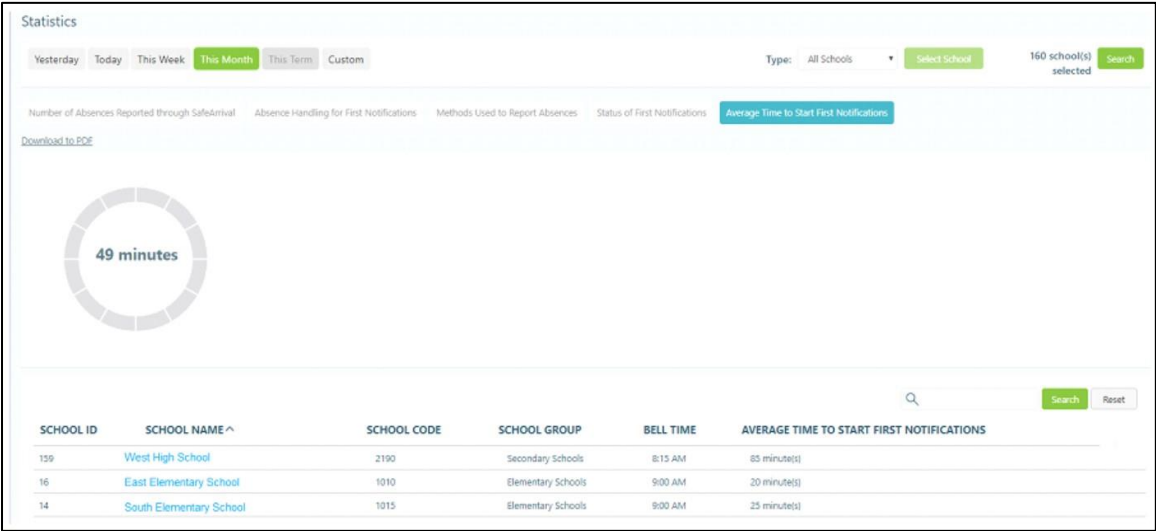 Statistics
Yesterday Today This Week This Month This Term Custom Type: All Schools Select School 160 school(s) selected Search
Number of Absences Reported through SafeArrival Absence Handling for First Notifications Methods Used to Report Absences Status of First Notifications Average Time to Start First Notifications
Download to PDF
49 minutes
Search Reset
SCHOOL ID SCHOOL NAME SCHOOL CODE SCHOOL GROUP BELL TIME AVERAGE TIME TO START FIRST NOTIFICATIONS
159 West High School 2190 Secondary Schools 8:15 AM 85 minute(s)
16 East Elementary School 1010 Elementary Schools 9:00 AM 20 minute(s)
14 South Elementary School 1015 Elementary Schools 9:00 AM 25 minute(s)